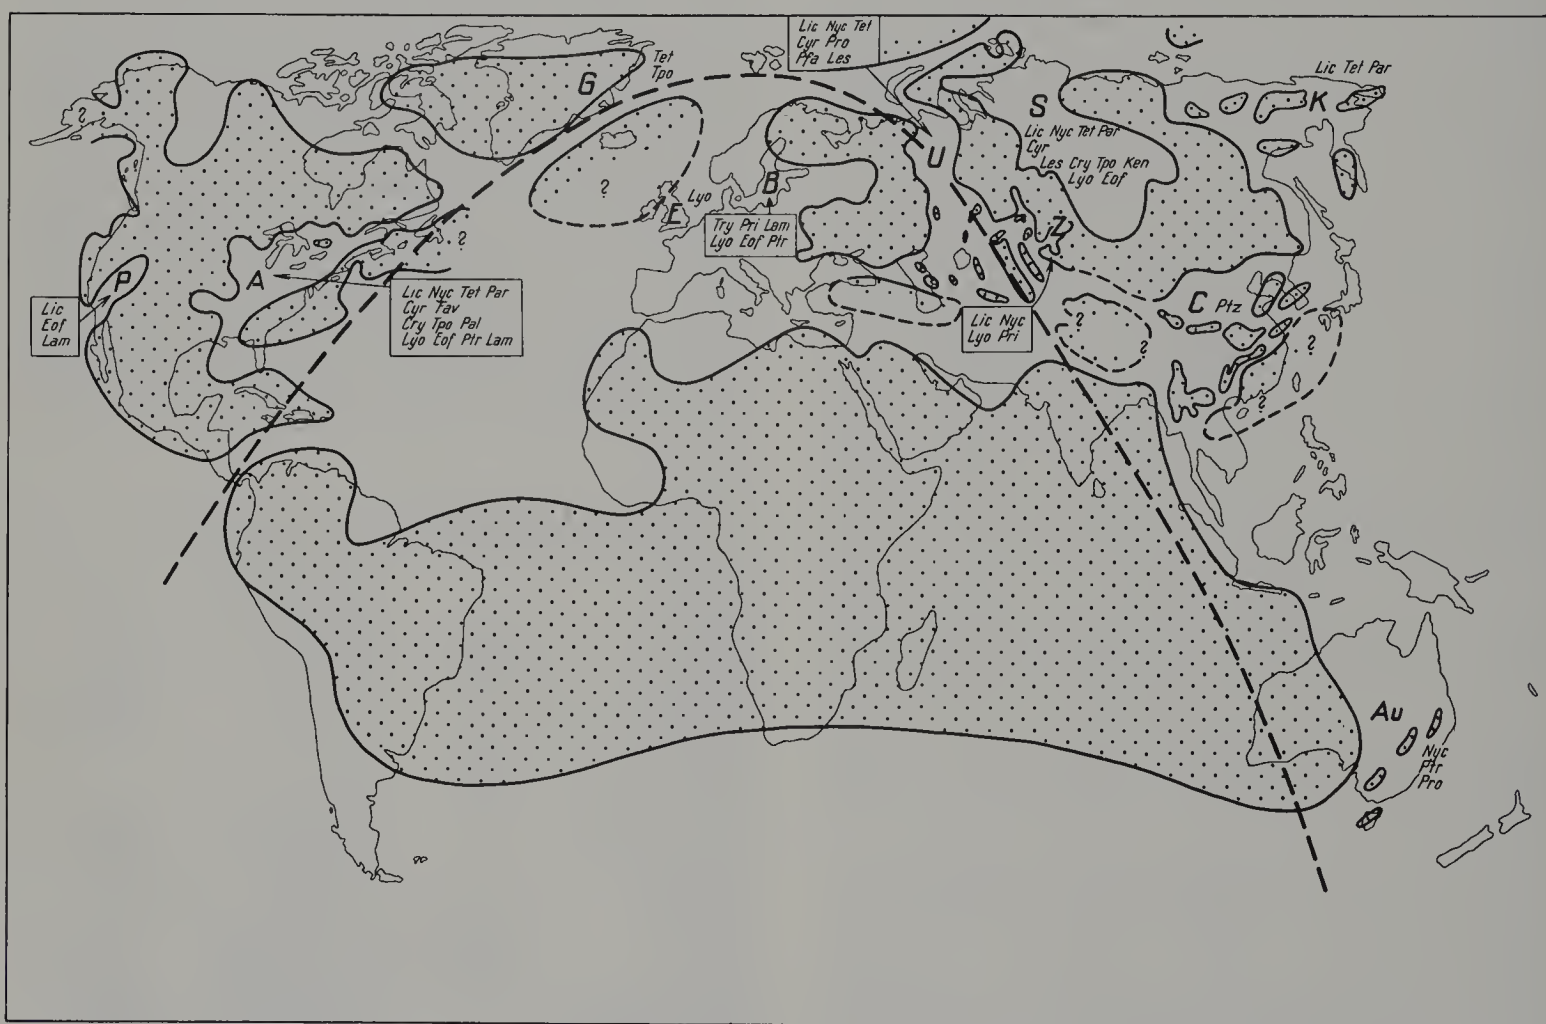 Lic Nyc Tet
Cyr Pro
Pfa Les
Tet
Tpo
G
Lic Tet Par
K
S
Lic Nyc Tet Par
Cyr
Les Cry Tpo Ken
Lyo Eof
?
U
B
?
Lyo
E
Try Pri Lam
Lyo Eof Ptr
Z
?
P
A
Lic
Eof
Lam
Lic Nyc Tet Par
Cyr Fav
Cry Tpo Pal
Lyo Eof Ptr Lam
C Ptz
Lic Nyc
Lyo Pri
?
?
?
?
Au
Nyc
Ptr
Pro